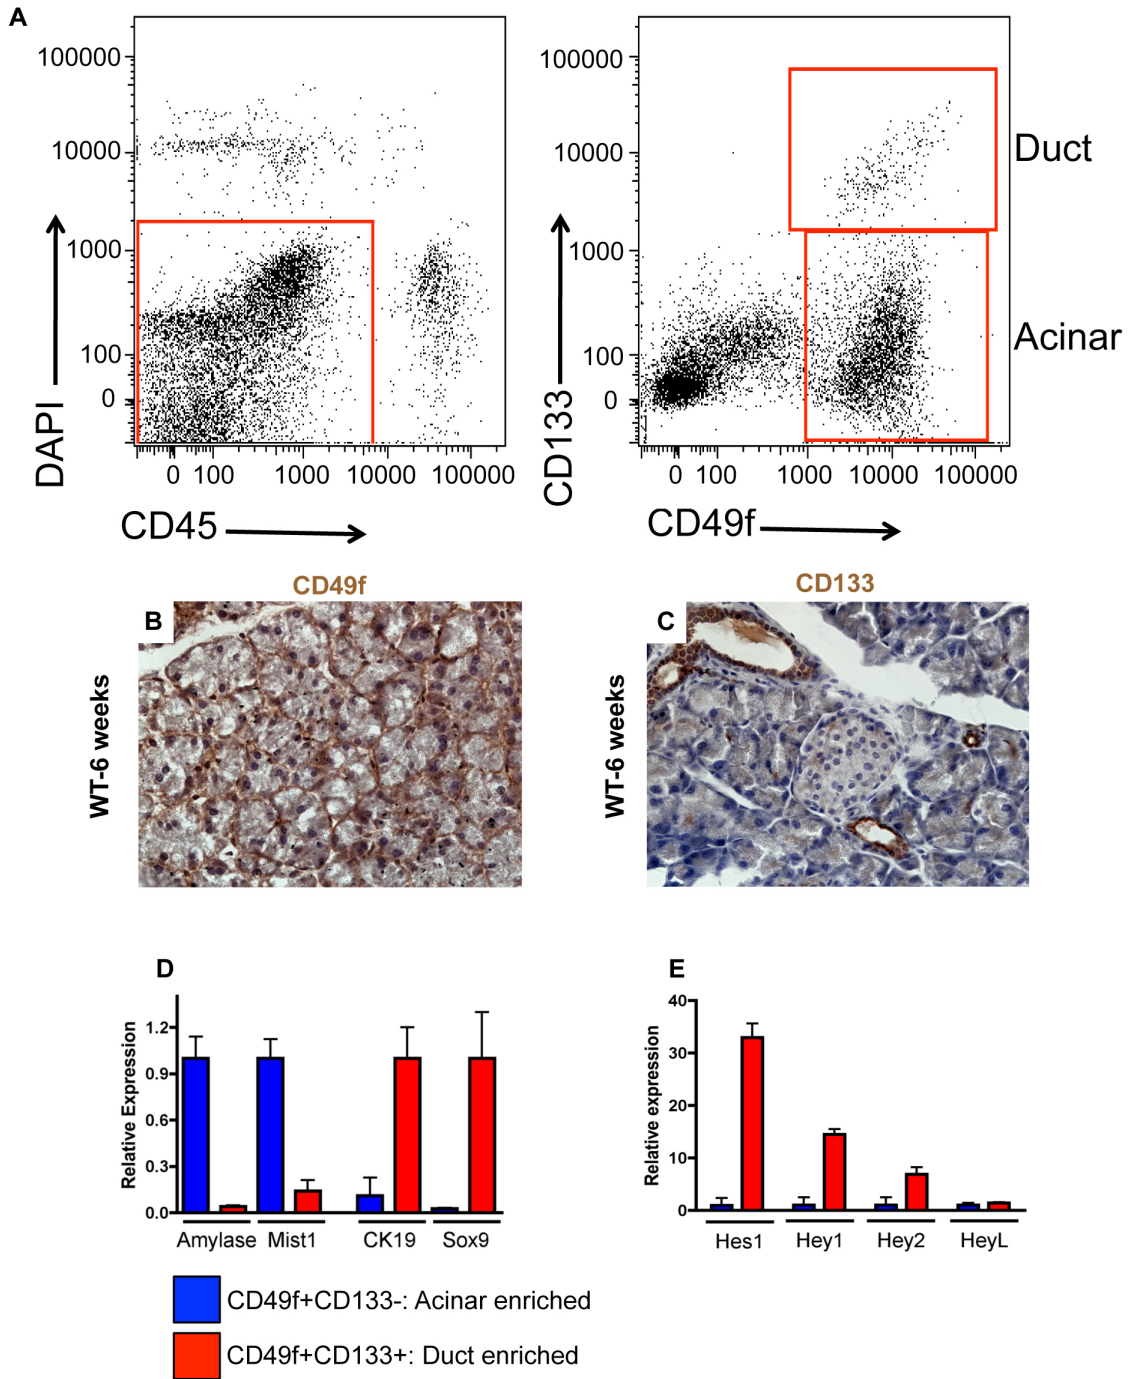 A
100000
10000
1000
100
0
DAPI
0 100 1000 10000 100000
CD45
100000
10000
1000
100
0
CD133
0 100 1000 10000 100000
CD49f
Duct
Acinar
CD49f
B
WT-6 weeks
CD133
C
WT-6 weeks
D
Relative Expression
1.2
0.9
0.6
0.3
0.0
Amylase Mist1 CK19 Sox9
E
Relative expression
40
30
20
10
0
Hes1 Hey1 Hey2 HeyL
CD49f+CD133-: Acinar enriched
CD49f+CD133+: Duct enriched